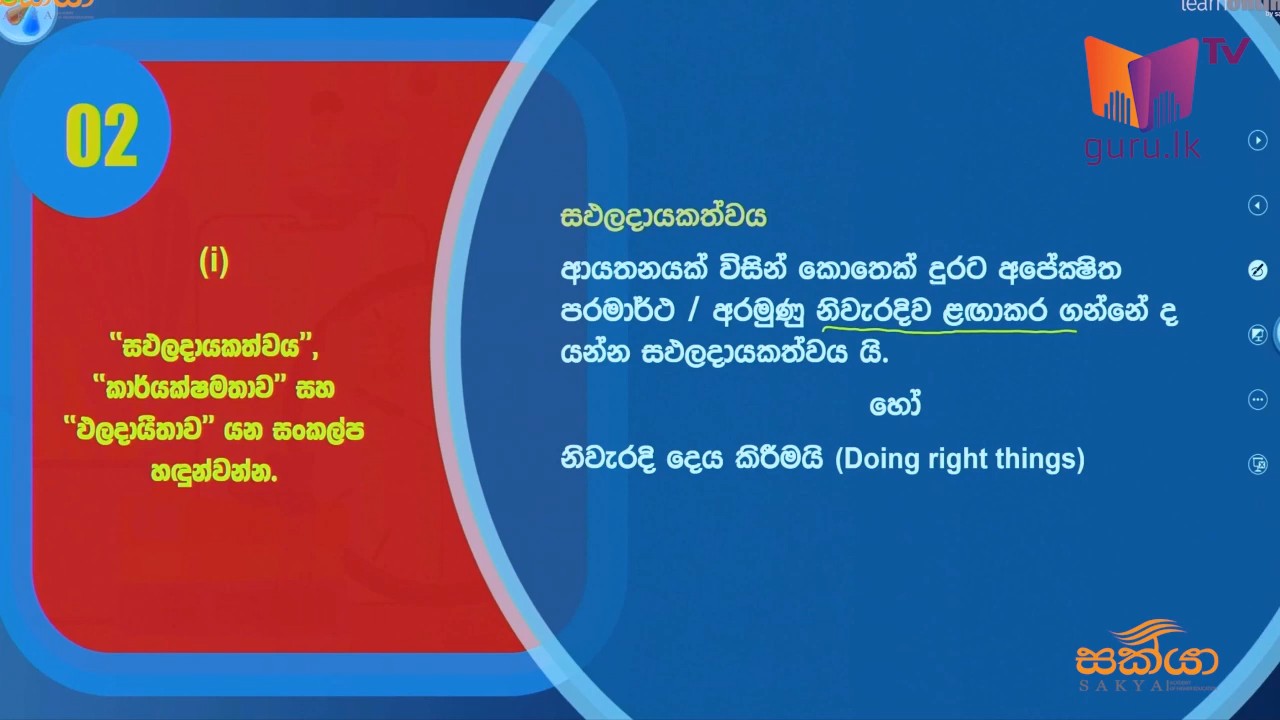 02
(i)
“සඵලදායකත්වය”,
“කාර්යක්ෂමතාව” සහ
“ඵලදායීතාව” යන සංකල්ප
හඳුන්වන්න.
සඵලදායකත්වය
ආයතනයක් විසින් කොතෙක් දුරට අපේක්‍ෂිත
පරමාර්ථ / අරමුණු නිවැරදිව ළඟාකර ගන්නේ ද
යන්න සඵලදායකත්වය යි.
හෝ
නිවැරදි දෙය කිරීමයි (Doing right things)
TV
guru.lk
සක්යා
SAKYA